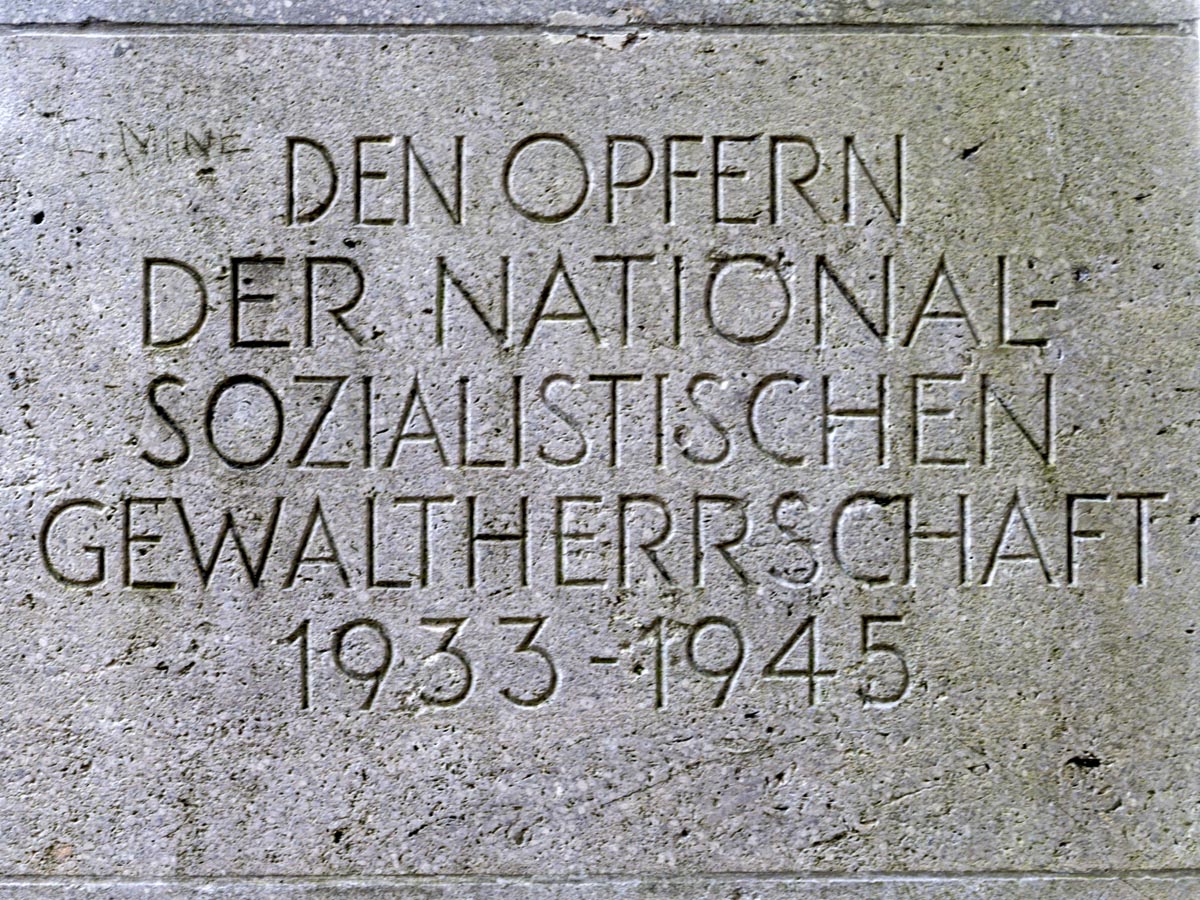 DEN OPFERN
DER NATIONAL-
SOZIALISTISCHEN
GEWALTHERRSCHAFT
1933-1945